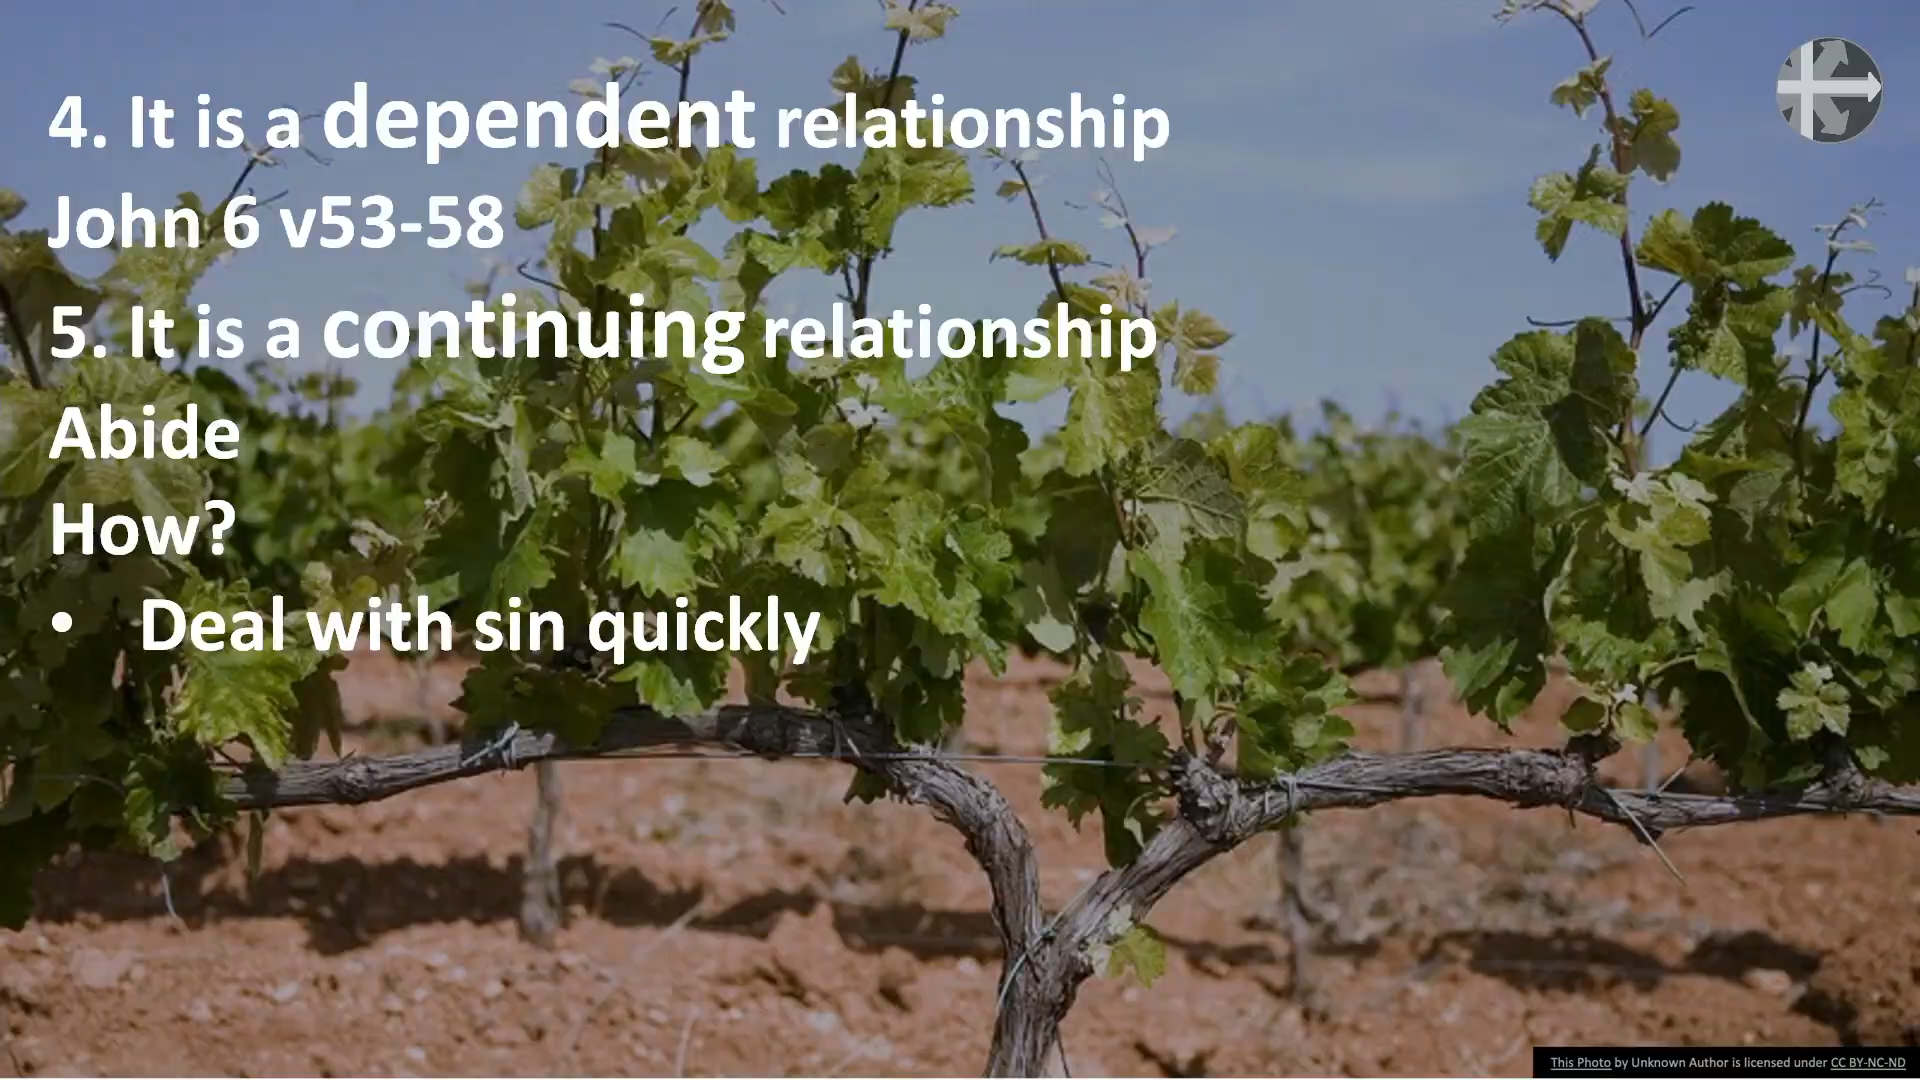 4. It is a dependent relationship
John 6 v53-58
5. It is a continuing relationship
Abide
How?
• Deal with sin quickly
This Photo by Unknown Author is licensed under CC BY-NC-ND